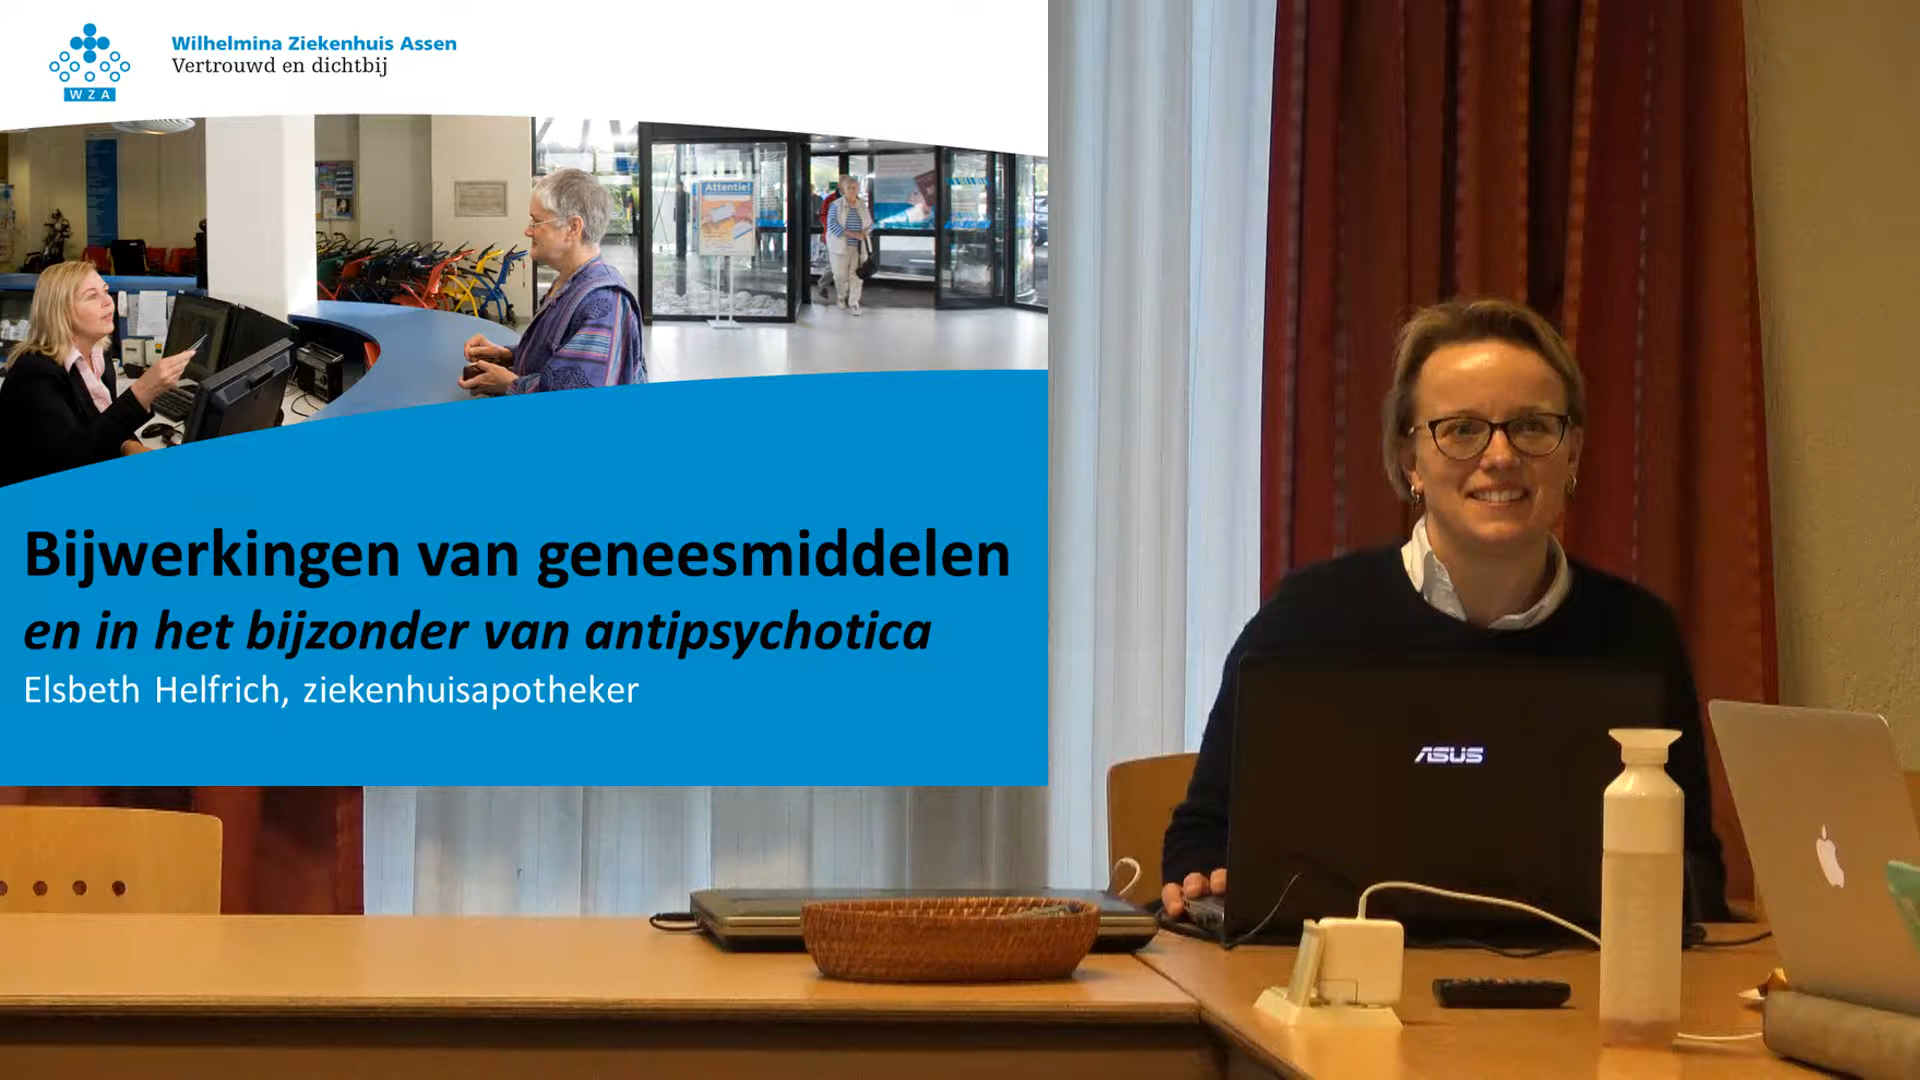 Wilhelmina Ziekenhuis Assen
Vertrouwd en dichtbij
WZA
Attentie!
Bijwerkingen van geneesmiddelen
en in het bijzonder van antipsychotica
Elsbeth Helfrich, ziekenhuisapotheker
ASUS